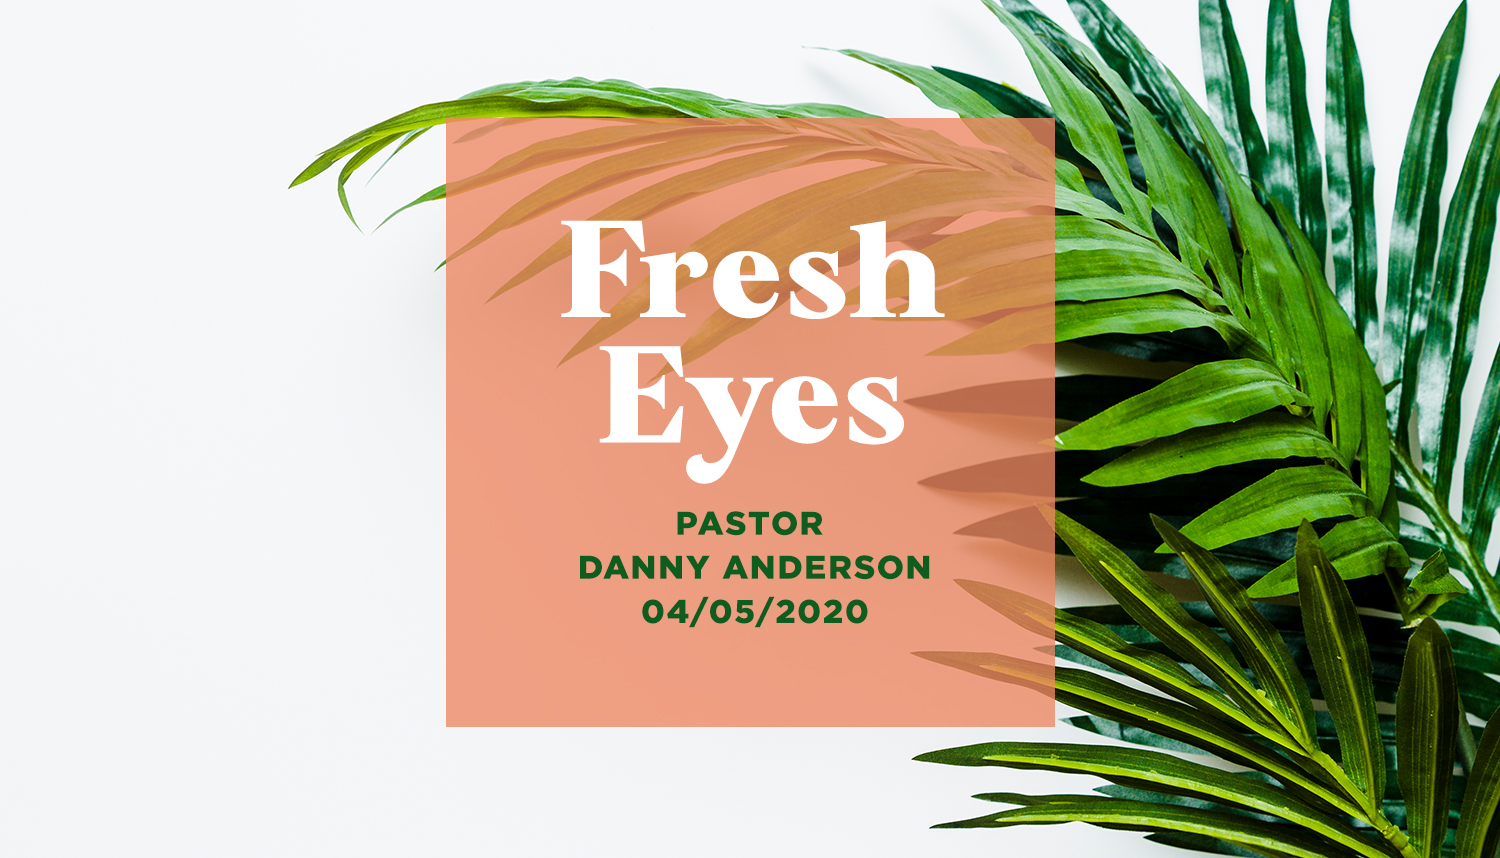 Fresh
Eyes
PASTOR
DANNY ANDERSON
04/05/2020